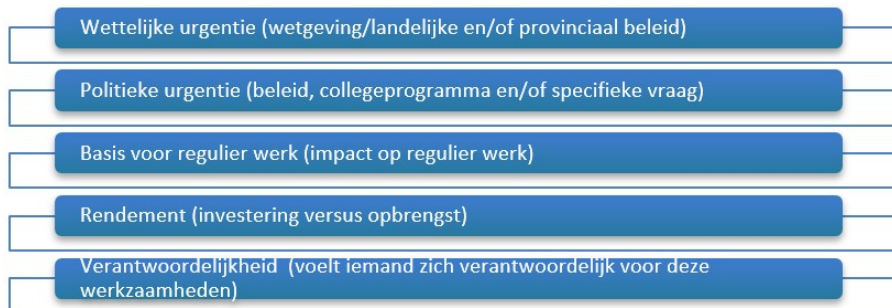 Wettelijke urgentie (wetgeving/landelijke en/of provinciaal beleid)
Politieke urgentie (beleid, collegeprogramma en/of specifieke vraag)
Basis voor regulier werk (impact op regulier werk)
Rendement (investering versus opbrengst)
Verantwoordelijkheid  (voelt iemand zich verantwoordelijk voor deze
werkzaamheden)